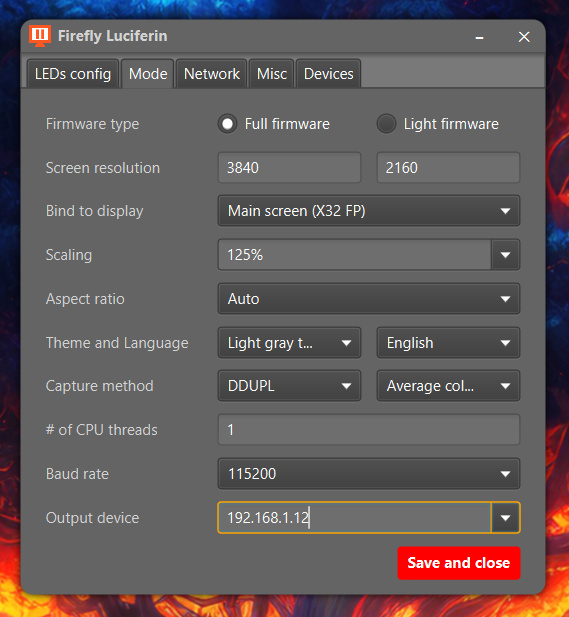 Firefly Luciferin
LEDs config Mode Network Misc Devices
Firmware type Full firmware Light firmware
Screen resolution 3840 2160
Bind to display Main screen (X32 FP)
Scaling 125%
Aspect ratio Auto
Theme and Language Light gray t... English
Capture method DDUPL Average col...
# of CPU threads 1
Baud rate 115200
Output device 192.168.1.12
Save and close